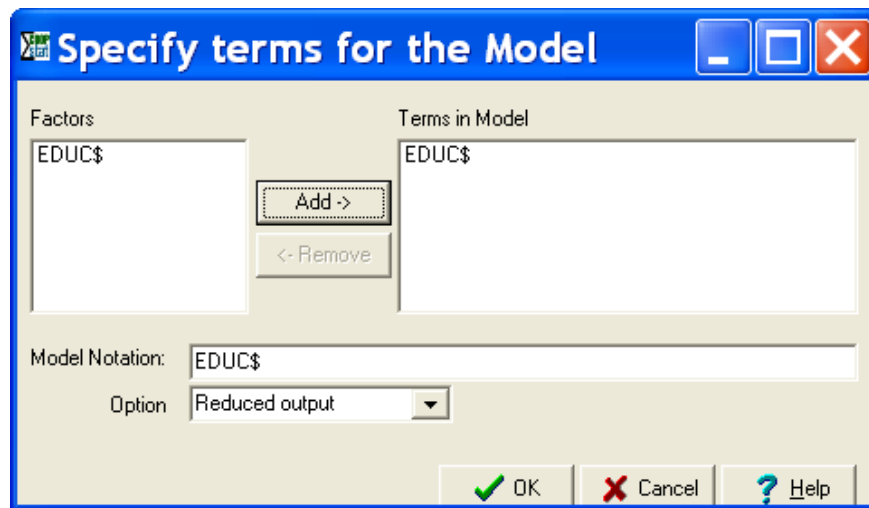 Specify terms for the Model
Factors
Terms in Model
EDUC$
EDUC$
Add ->
<- Remove
Model Notation:
EDUC$
Option
Reduced output
OK
Cancel
? Help